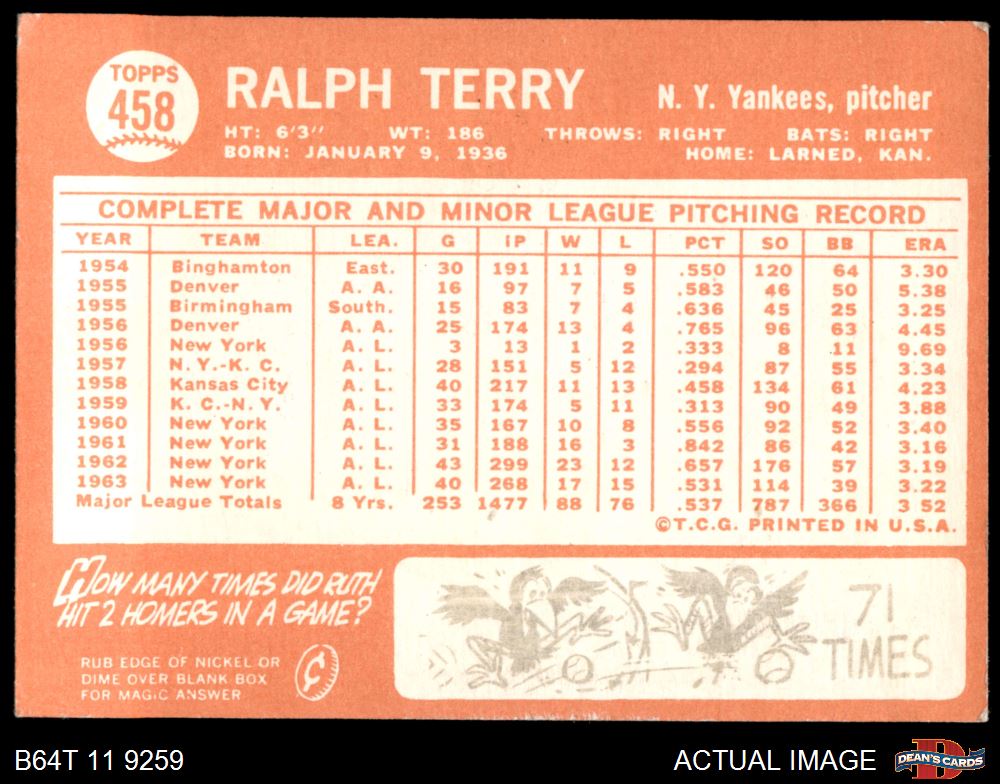 TOPPS
458
RALPH TERRY
N. Y. Yankees, pitcher
HT: 6'3" WT: 186 THROWS: RIGHT BATS: RIGHT
BORN: JANUARY 9, 1936 HOME: LARNED, KAN.
COMPLETE MAJOR AND MINOR LEAGUE PITCHING RECORD
YEAR TEAM LEA. G IP W L PCT SO BB ERA
1954 Binghamton East. 30 191 11 9 .550 120 64 3.30
1955 Denver A. A. 16 97 7 5 .583 46 50 5.38
1955 Birmingham South. 15 83 7 4 .636 45 25 3.25
1956 Denver A. A. 25 174 13 4 .765 96 63 4.45
1956 New York A. L. 3 13 1 2 .333 8 11 9.69
1957 N. Y.-K. C. A. L. 28 151 5 12 .294 87 55 3.34
1958 Kansas City A. L. 40 217 11 13 .458 134 61 4.23
1959 K. C.-N. Y. A. L. 33 174 5 11 .313 90 49 3.88
1960 New York A. L. 35 167 10 8 .556 92 52 3.40
1961 New York A. L. 31 188 16 3 .842 86 42 3.16
1962 New York A. L. 43 299 23 12 .657 176 57 3.19
1963 New York A. L. 40 268 17 15 .531 114 39 3.22
Major League Totals 8 Yrs. 253 1477 88 76 .537 787 366 3 52
©T.C.G. PRINTED IN U.S.A.
HOW MANY TIMES DID RUTH
HIT 2 HOMERS IN A GAME?
RUB EDGE OF NICKEL OR
DIME OVER BLANK BOX
FOR MAGIC ANSWER
¢
71
TIMES
B64T 11 9259
ACTUAL IMAGE
D
DEAN'S CARDS